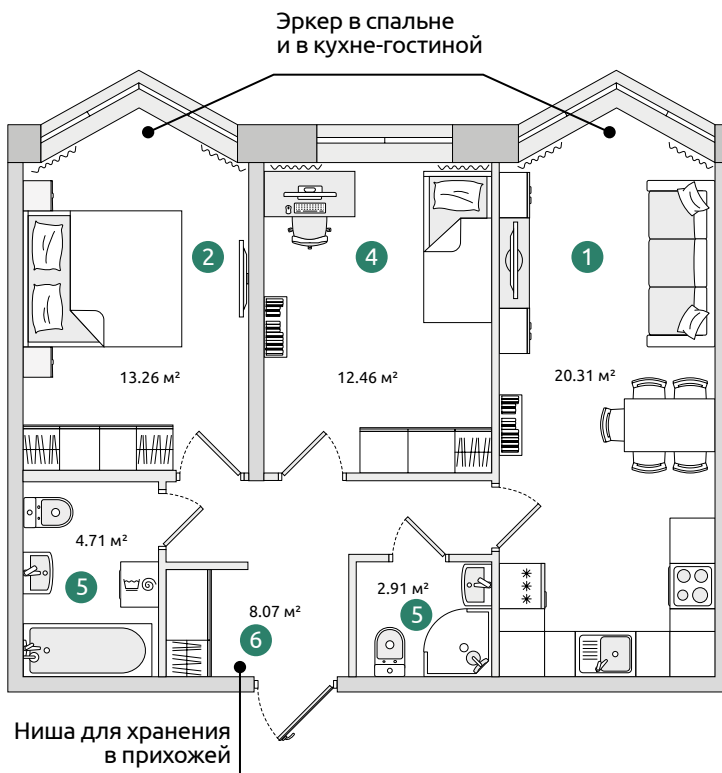 Эркер в спальне
и в кухне-гостиной
2
4
1
13.26 м²
12.46 м²
20.31 м²
4.71 м²
5
2.91 м²
5
8.07 м²
6
Ниша для хранения
в прихожей